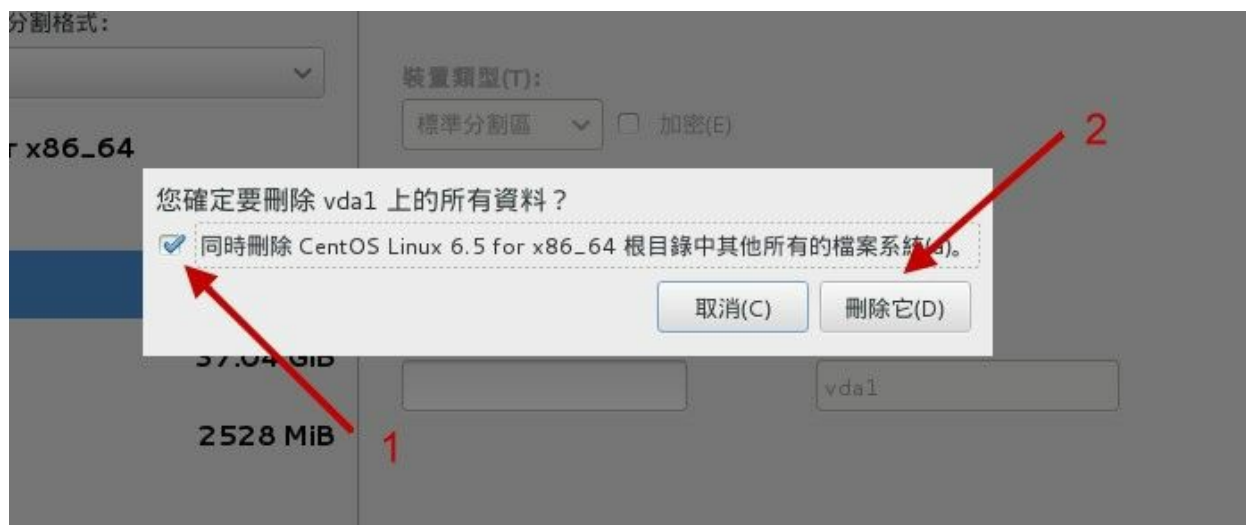 分割格式:
裝置類型(T):
標準分割區
加密(E)
r x86_64
2
您確定要刪除 vda1 上的所有資料？
同時刪除 CentOS Linux 6.5 for x86_64 根目錄中其他所有的檔案系統(a)。
取消(C)
刪除它(D)
37.04 GiB
vda1
2528 MiB
1